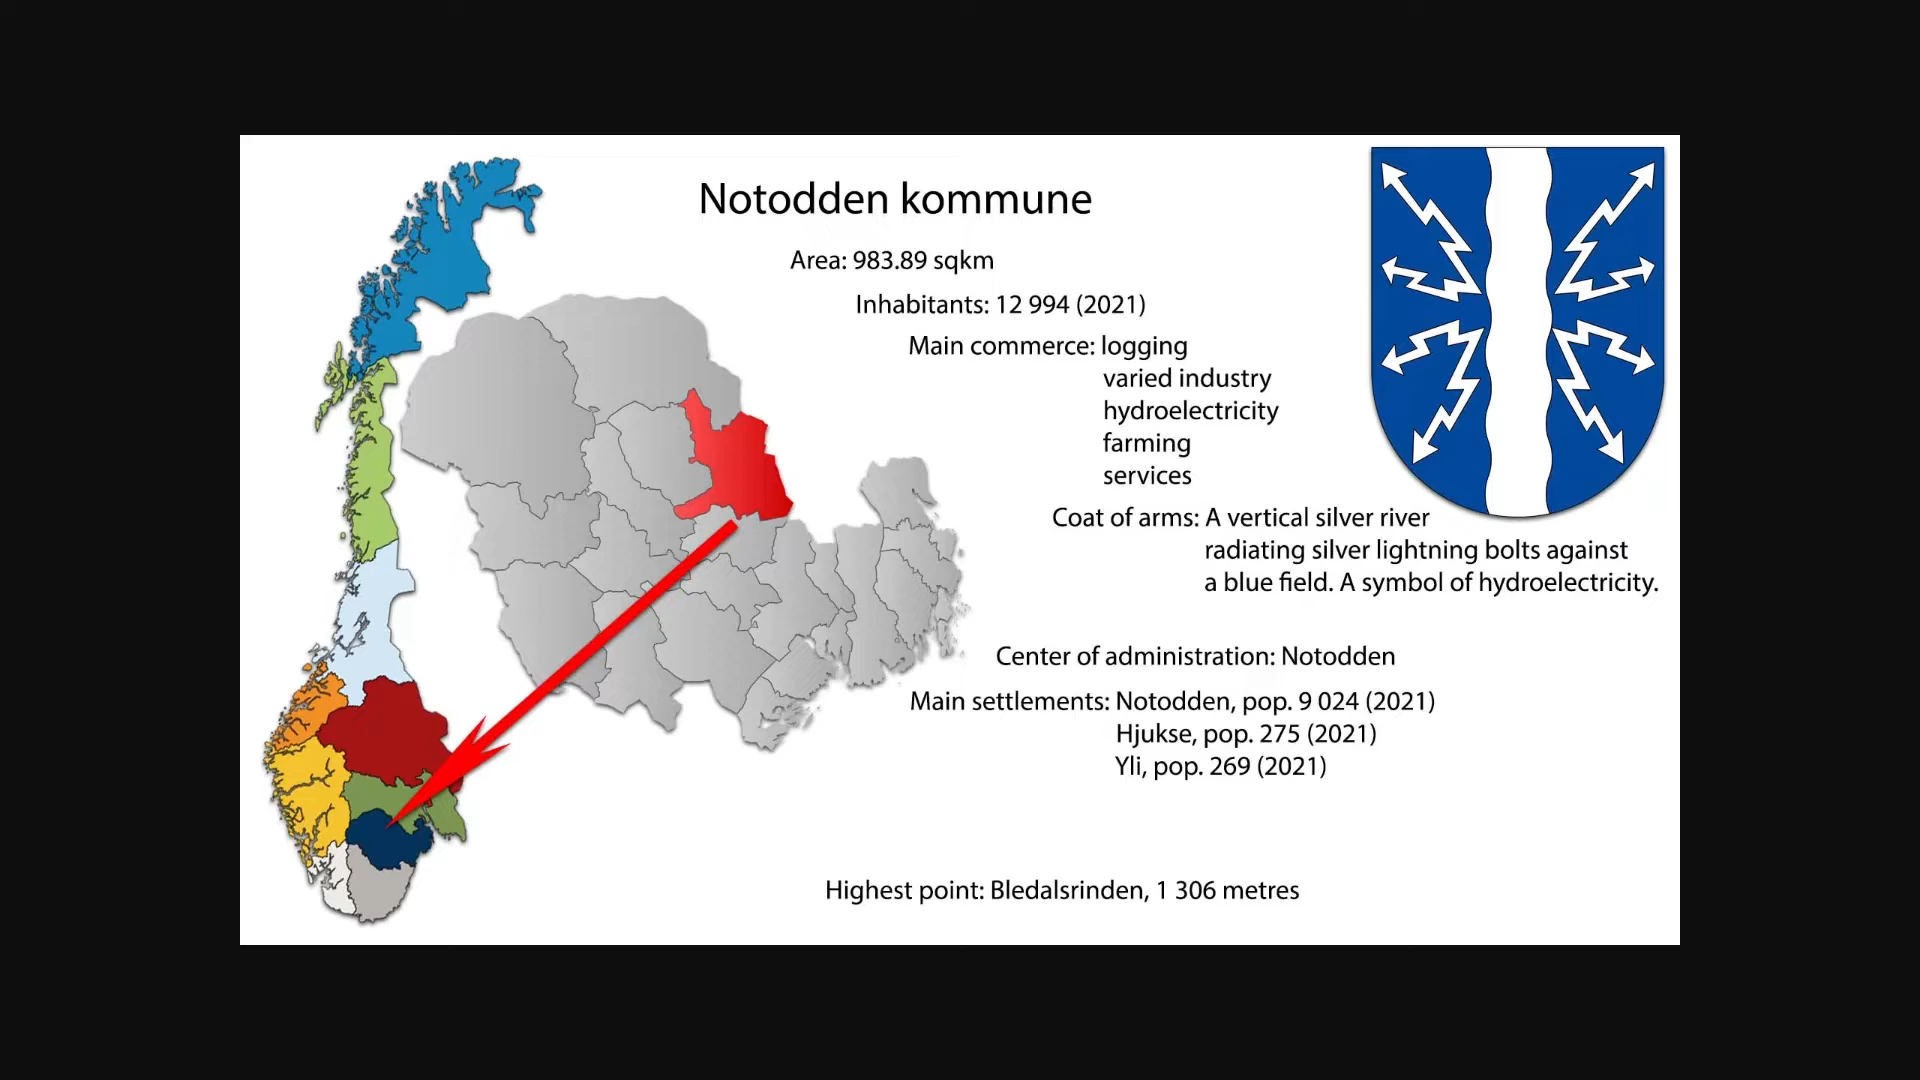 Notodden kommune
Area: 983.89 sqkm
Inhabitants: 12 994 (2021)
Main commerce: logging
varied industry
hydroelectricity
farming
services
Coat of arms: A vertical silver river
radiating silver lightning bolts against
a blue field. A symbol of hydroelectricity.
Center of administration: Notodden
Main settlements: Notodden, pop. 9 024 (2021)
Hjukse, pop. 275 (2021)
Yli, pop. 269 (2021)
Highest point: Bledalsrinden, 1 306 metres